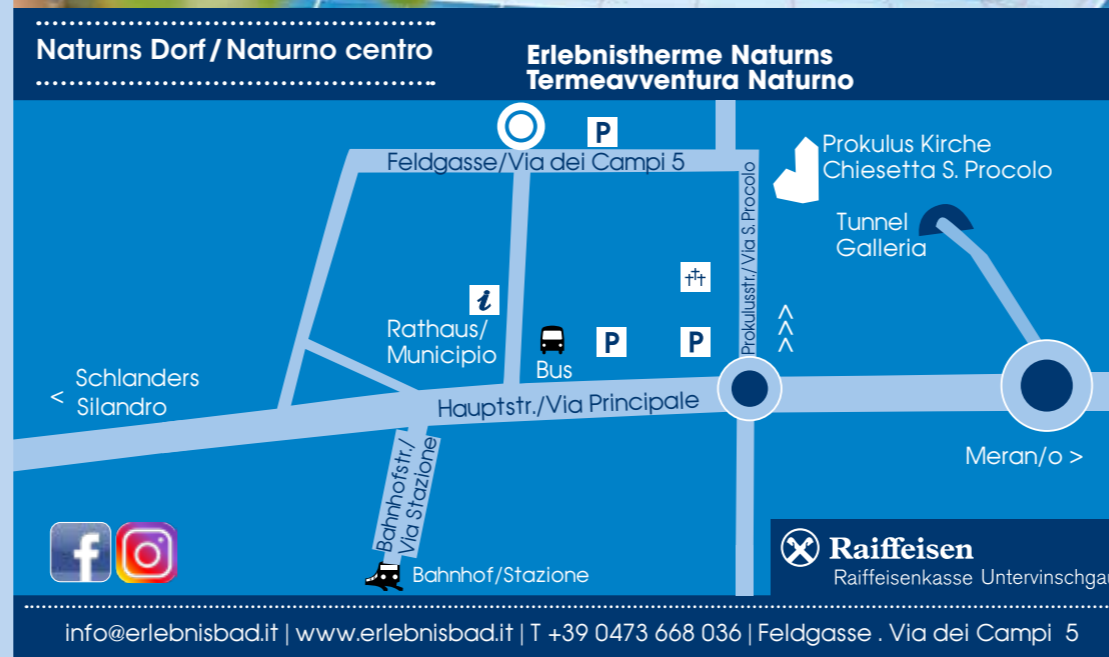 Naturns Dorf / Naturno centro
Erlebnistherme Naturns
Termeavventura Naturno
P
Feldgasse/Via dei Campi 5
Prokulus Kirche
Chiesetta S. Procolo
Prokulusstr./ Via S. Procolo
Tunnel
Galleria
i
Rathaus/
Municipio
Bus
P
P
< Schlanders
Silandro
Hauptstr./Via Principale
Meran/o >
Bahnhofstr./
Via Stazione
Bahnhof/Stazione
f
Raiffeisen
Raiffeisenkasse Untervinschgau
info@erlebnisbad.it | www.erlebnisbad.it | T +39 0473 668 036 | Feldgasse . Via dei Campi 5